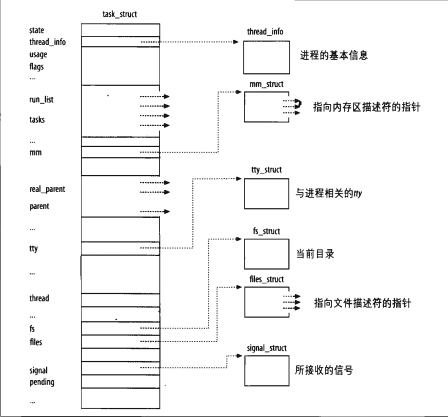 task_struct
state
thread_info
usage
flags
...
run_list
tasks
...
mm
real_parent
parent
...
tty
...
thread
...
fs
files
signal
pending
...
thread_info
进程的基本信息
mm_struct
指向内存区描述符的指针
tty_struct
与进程相关的tty
fs_struct
当前目录
files_struct
指向文件描述符的指针
signal_struct
所接收的信号